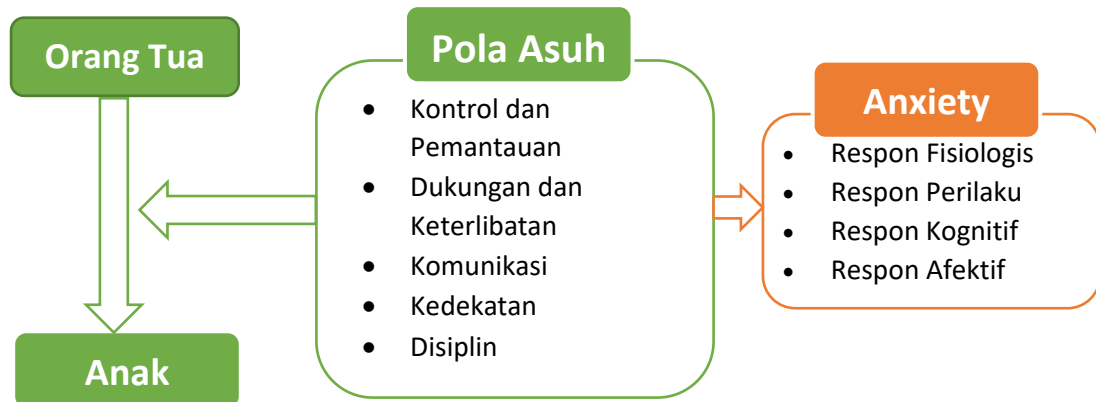 Orang Tua
Anak
Pola Asuh
• Kontrol dan
Pemantauan
• Dukungan dan
Keterlibatan
• Komunikasi
• Kedekatan
• Disiplin
Anxiety
• Respon Fisiologis
• Respon Perilaku
• Respon Kognitif
• Respon Afektif